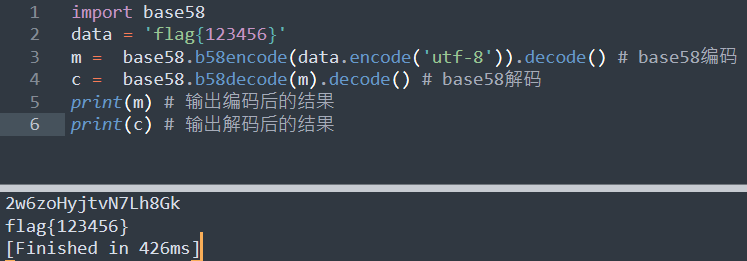 1 import base58
2 data = 'flag{123456}'
3 m =  base58.b58encode(data.encode('utf-8')).decode() # base58编码
4 c =  base58.b58decode(m).decode() # base58解码
5 print(m) # 输出编码后的结果
6 print(c) # 输出解码后的结果
2w6zoHyjtvN7Lh8Gk
flag{123456}
[Finished in 426ms]